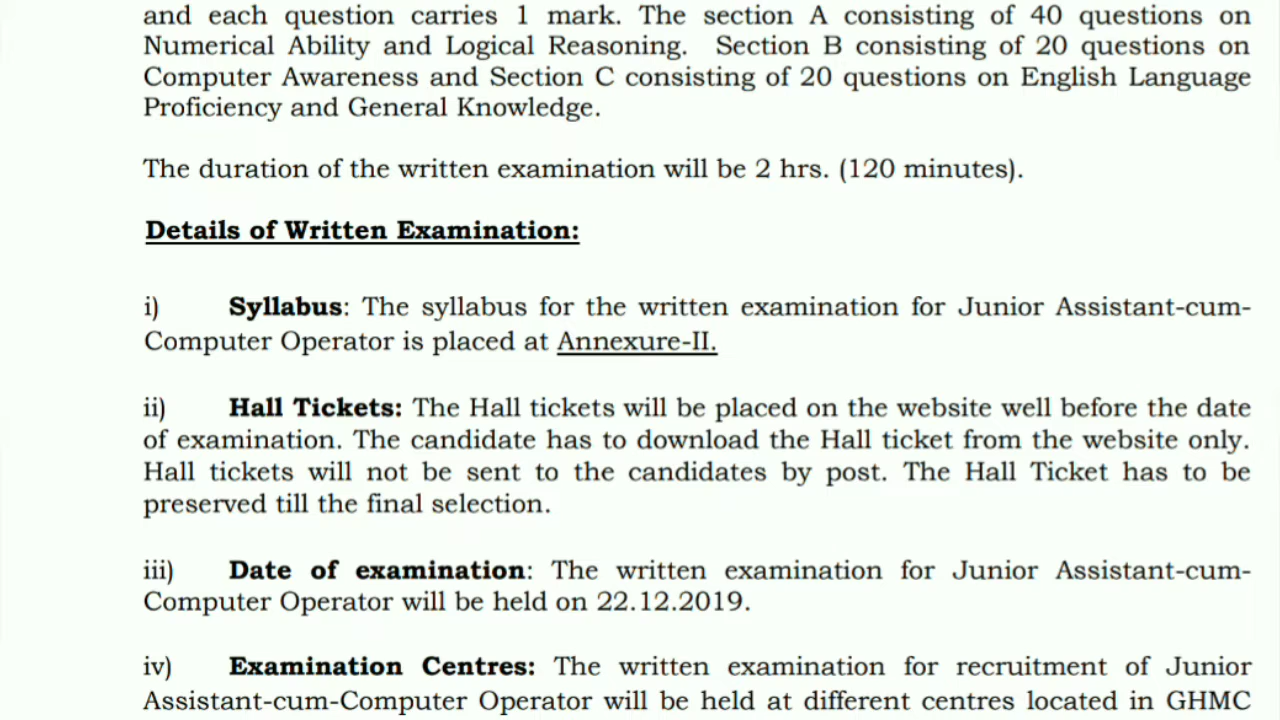 and each question carries 1 mark. The section A consisting of 40 questions on
Numerical Ability and Logical Reasoning. Section B consisting of 20 questions on
Computer Awareness and Section C consisting of 20 questions on English Language
Proficiency and General Knowledge.
The duration of the written examination will be 2 hrs. (120 minutes).
Details of Written Examination:
i) Syllabus: The syllabus for the written examination for Junior Assistant-cum-
Computer Operator is placed at Annexure-II.
ii) Hall Tickets: The Hall tickets will be placed on the website well before the date
of examination. The candidate has to download the Hall ticket from the website only.
Hall tickets will not be sent to the candidates by post. The Hall Ticket has to be
preserved till the final selection.
iii) Date of examination: The written examination for Junior Assistant-cum-
Computer Operator will be held on 22.12.2019.
iv) Examination Centres: The written examination for recruitment of Junior
Assistant-cum-Computer Operator will be held at different centres located in GHMC